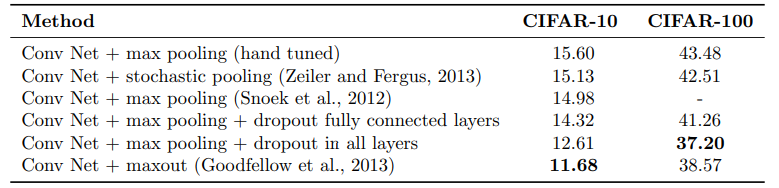 Method CIFAR-10 CIFAR-100
Conv Net + max pooling (hand tuned) 15.60 43.48
Conv Net + stochastic pooling (Zeiler and Fergus, 2013) 15.13 42.51
Conv Net + max pooling (Snoek et al., 2012) 14.98 -
Conv Net + max pooling + dropout fully connected layers 14.32 41.26
Conv Net + max pooling + dropout in all layers 12.61 37.20
Conv Net + maxout (Goodfellow et al., 2013) 11.68 38.57